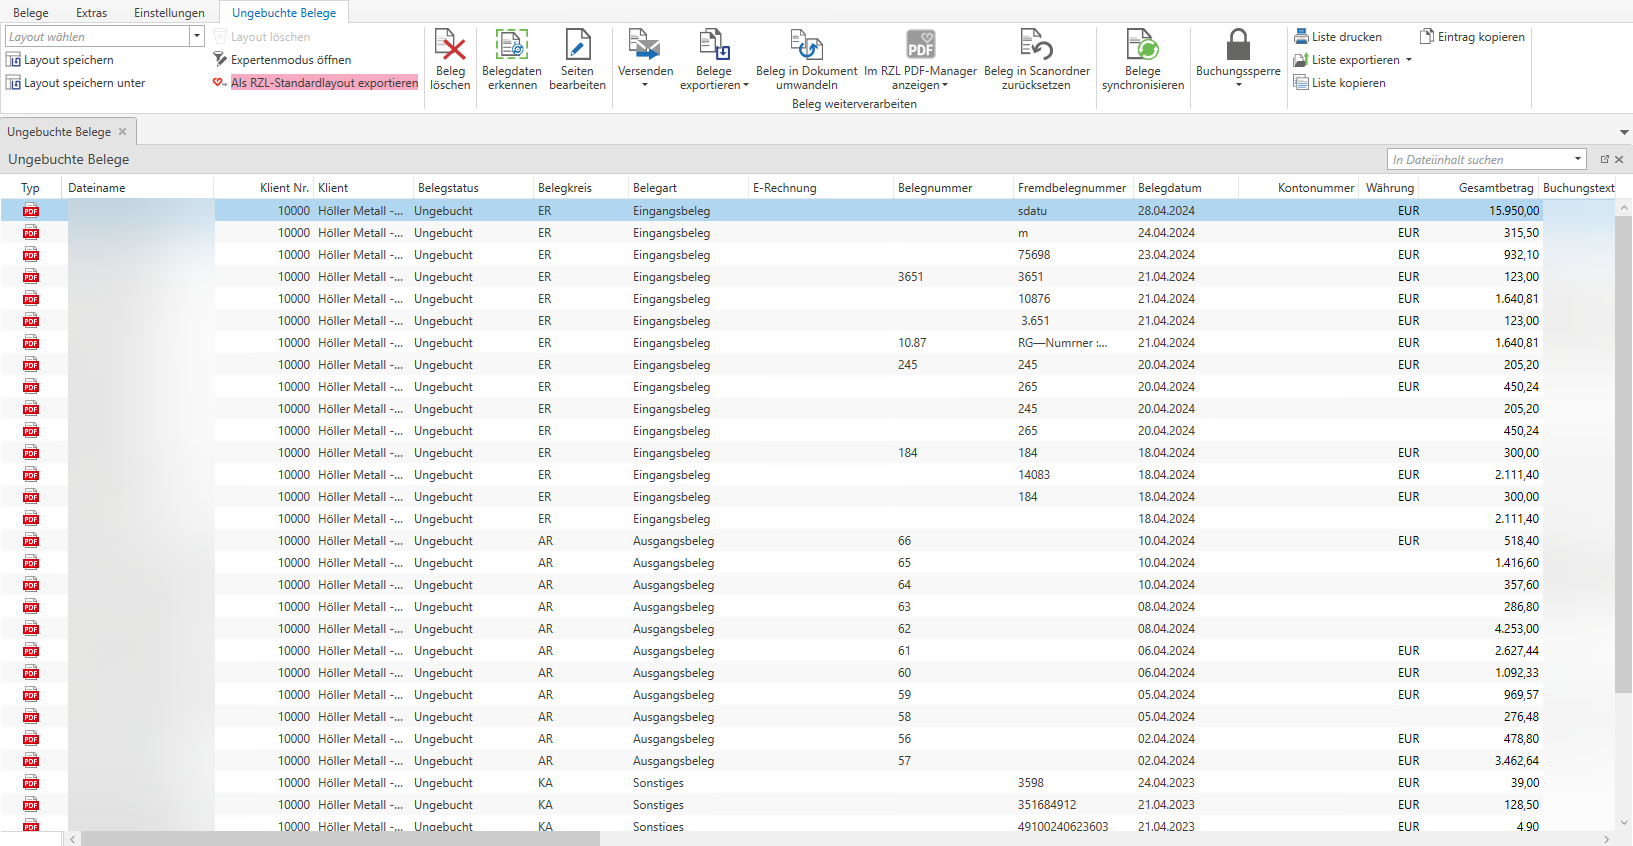 Belege Extras Einstellungen Ungebuchte Belege
Layout wählen
Layout speichern
Layout speichern unter
Layout löschen
Expertenmodus öffnen
Als RZL-Standardlayout exportieren
Beleg löschen
Belegdaten erkennen
Seiten bearbeiten
Versenden
Belege exportieren
Beleg in Dokument umwandeln
Im RZL PDF-Manager anzeigen
Beleg in Scanordner zurücksetzen
Beleg weiterverarbeiten
Belege synchronisieren
Buchungssperre
Liste drucken
Liste exportieren
Liste kopieren
Eintrag kopieren
Ungebuchte Belege
Ungebuchte Belege In Dateiinhalt suchen
Typ Dateiname Klient Nr. Klient Belegstatus Belegkreis Belegart E-Rechnung Belegnummer Fremdbelegnummer Belegdatum Kontonummer Währung Gesamtbetrag Buchungstext
PDF 10000 Höller Metall -... Ungebucht ER Eingangsbeleg sdatu 28.04.2024 EUR 15.950,00
PDF 10000 Höller Metall -... Ungebucht ER Eingangsbeleg m 24.04.2024 EUR 315,50
PDF 10000 Höller Metall -... Ungebucht ER Eingangsbeleg 75698 23.04.2024 EUR 932,10
PDF 10000 Höller Metall -... Ungebucht ER Eingangsbeleg 3651 3651 21.04.2024 EUR 123,00
PDF 10000 Höller Metall -... Ungebucht ER Eingangsbeleg 10876 21.04.2024 EUR 1.640,81
PDF 10000 Höller Metall -... Ungebucht ER Eingangsbeleg 3.651 21.04.2024 EUR 123,00
PDF 10000 Höller Metall -... Ungebucht ER Eingangsbeleg 10.87 RG—Numrner :... 21.04.2024 EUR 1.640,81
PDF 10000 Höller Metall -... Ungebucht ER Eingangsbeleg 245 245 20.04.2024 EUR 205,20
PDF 10000 Höller Metall -... Ungebucht ER Eingangsbeleg 265 20.04.2024 EUR 450,24
PDF 10000 Höller Metall -... Ungebucht ER Eingangsbeleg 245 20.04.2024 205,20
PDF 10000 Höller Metall -... Ungebucht ER Eingangsbeleg 265 20.04.2024 450,24
PDF 10000 Höller Metall -... Ungebucht ER Eingangsbeleg 184 184 18.04.2024 EUR 300,00
PDF 10000 Höller Metall -... Ungebucht ER Eingangsbeleg 14083 18.04.2024 EUR 2.111,40
PDF 10000 Höller Metall -... Ungebucht ER Eingangsbeleg 184 18.04.2024 EUR 300,00
PDF 10000 Höller Metall -... Ungebucht ER Eingangsbeleg 18.04.2024 2.111,40
PDF 10000 Höller Metall -... Ungebucht AR Ausgangsbeleg 66 10.04.2024 EUR 518,40
PDF 10000 Höller Metall -... Ungebucht AR Ausgangsbeleg 65 10.04.2024 1.416,60
PDF 10000 Höller Metall -... Ungebucht AR Ausgangsbeleg 64 10.04.2024 357,60
PDF 10000 Höller Metall -... Ungebucht AR Ausgangsbeleg 63 08.04.2024 286,80
PDF 10000 Höller Metall -... Ungebucht AR Ausgangsbeleg 62 08.04.2024 4.253,00
PDF 10000 Höller Metall -... Ungebucht AR Ausgangsbeleg 61 06.04.2024 EUR 2.627,44
PDF 10000 Höller Metall -... Ungebucht AR Ausgangsbeleg 60 06.04.2024 EUR 1.092,33
PDF 10000 Höller Metall -... Ungebucht AR Ausgangsbeleg 59 05.04.2024 EUR 969,57
PDF 10000 Höller Metall -... Ungebucht AR Ausgangsbeleg 58 05.04.2024 276,48
PDF 10000 Höller Metall -... Ungebucht AR Ausgangsbeleg 56 02.04.2024 EUR 478,80
PDF 10000 Höller Metall -... Ungebucht AR Ausgangsbeleg 57 02.04.2024 EUR 3.462,64
PDF 10000 Höller Metall -... Ungebucht KA Sonstiges 3598 24.04.2023 EUR 39,00
PDF 10000 Höller Metall -... Ungebucht KA Sonstiges 351684912 21.04.2023 EUR 128,50
PDF 10000 Höller Metall -... Ungebucht KA Sonstiges 49100240623603 21.04.2023 EUR 4,90